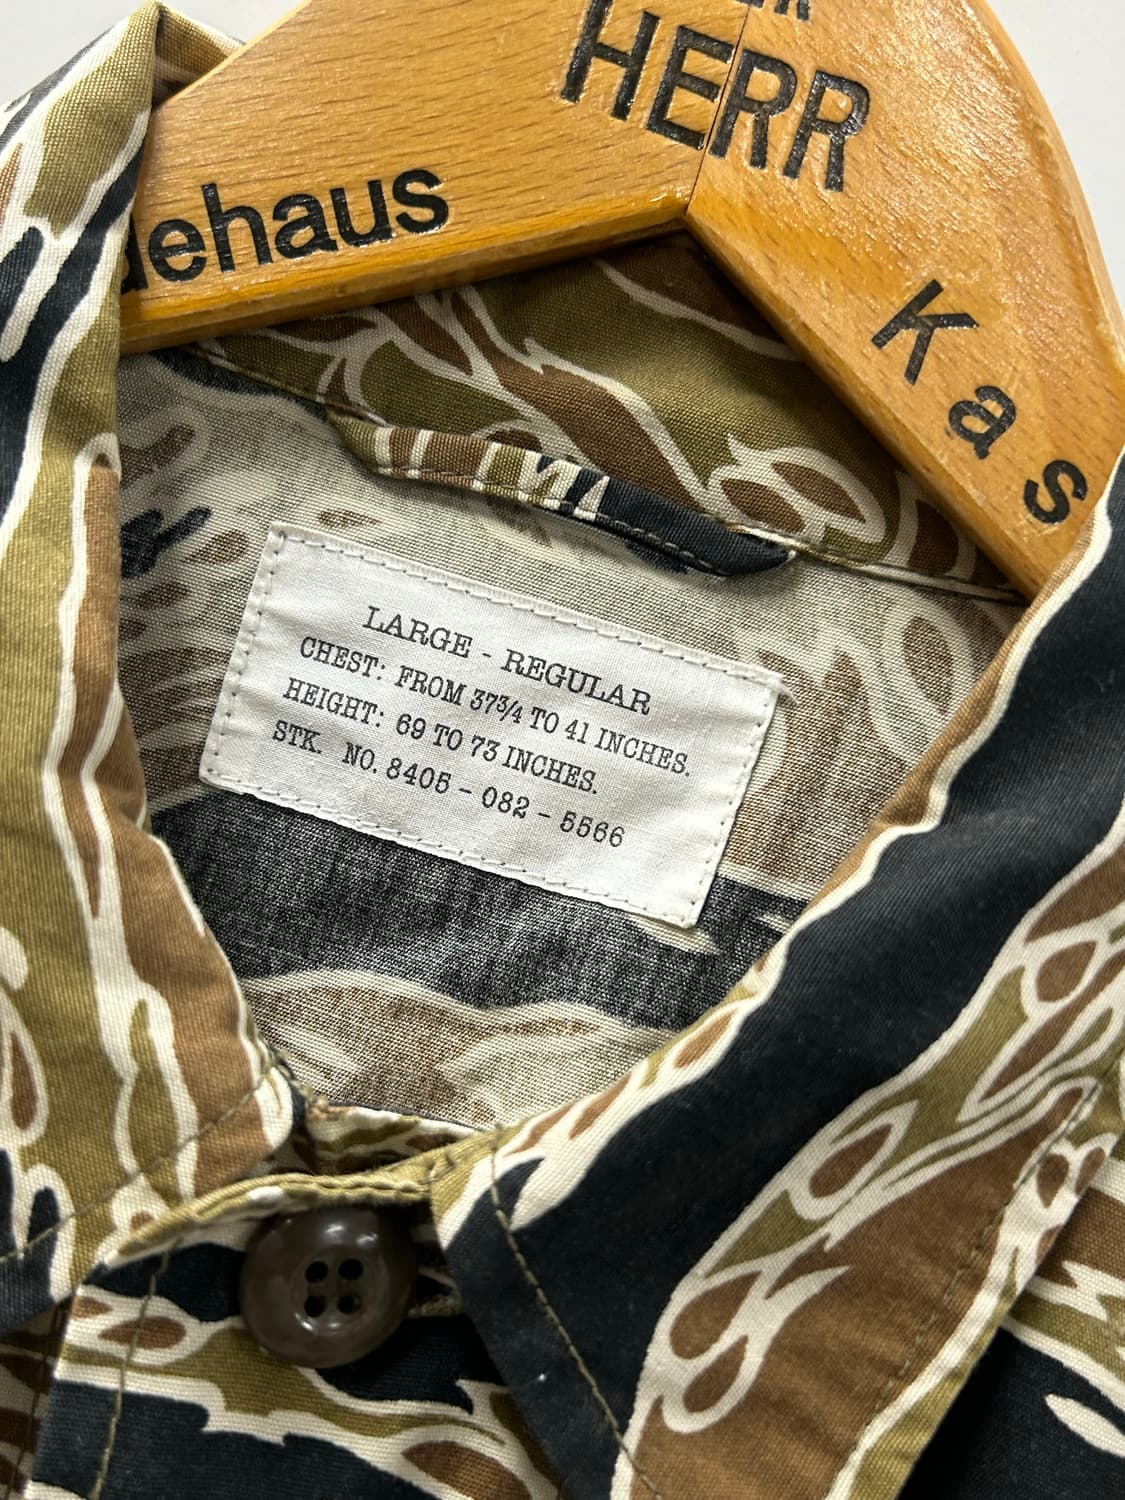 HERR
haus
Kas
LARGE - REGULAR
CHEST: FROM 37¾ TO 41 INCHES.
HEIGHT: 69 TO 73 INCHES.
STK. NO. 8405 - 082 - 5566